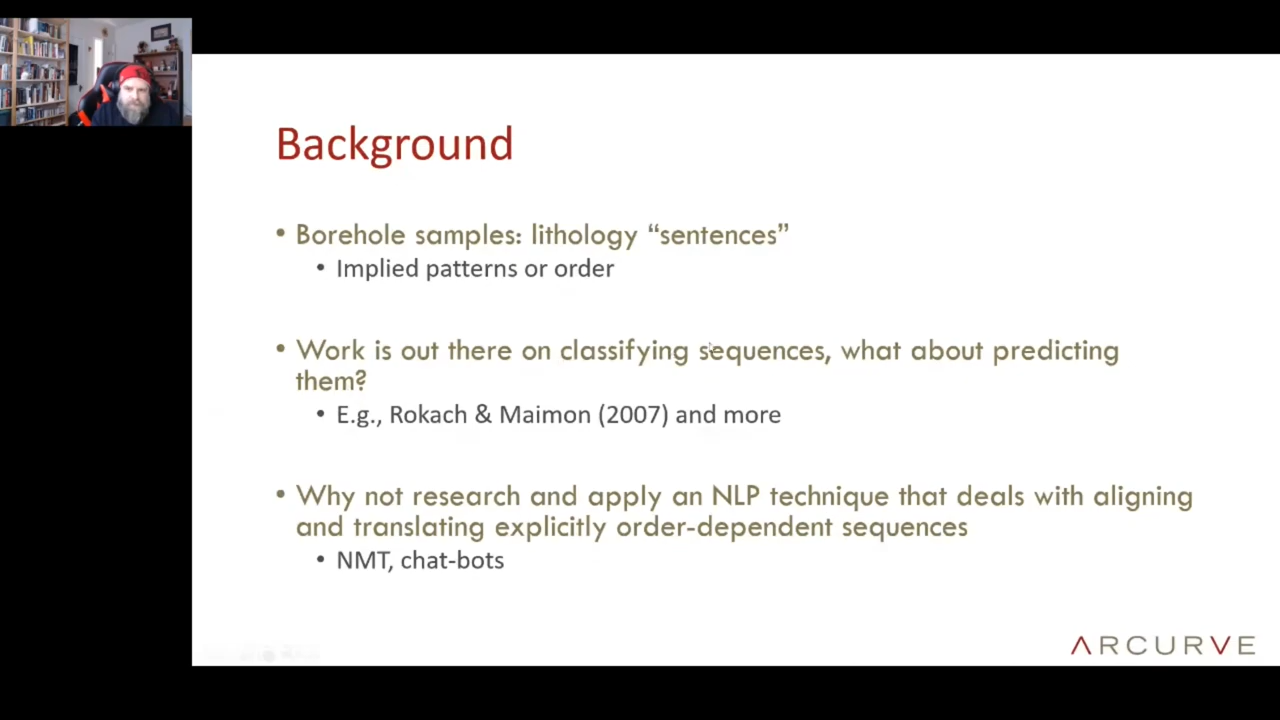 Background
• Borehole samples: lithology “sentences”
• Implied patterns or order
• Work is out there on classifying sequences, what about predicting
them?
• E.g., Rokach & Maimon (2007) and more
• Why not research and apply an NLP technique that deals with aligning
and translating explicitly order-dependent sequences
• NMT, chat-bots
ARCURVE